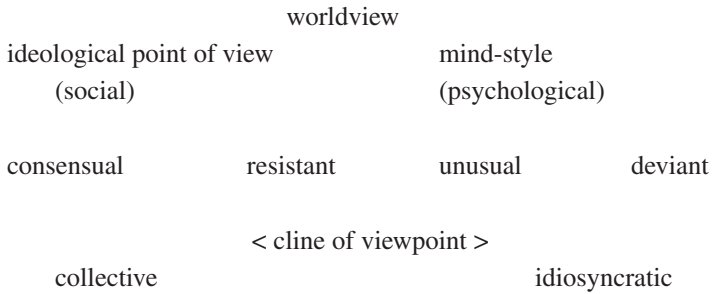 worldview
ideological point of view mind-style
(social) (psychological)
consensual resistant unusual deviant
< cline of viewpoint >
collective idiosyncratic